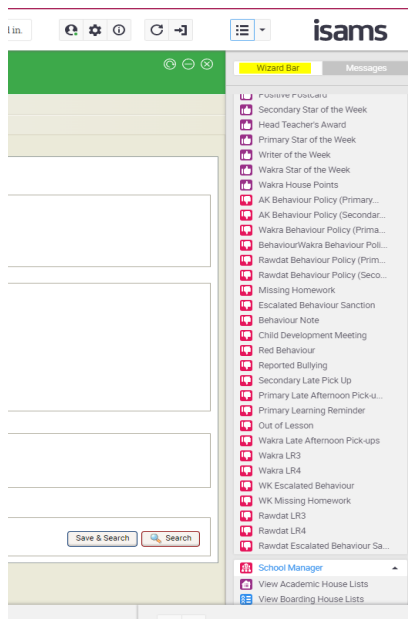 d in.
isams
Wizard Bar
Messages
Positive Postcard
Secondary Star of the Week
Head Teacher's Award
Primary Star of the Week
Writer of the Week
Wakra Star of the Week
Wakra House Points
AK Behaviour Policy (Primary...
AK Behaviour Policy (Secondar...
Wakra Behaviour Policy (Prima...
BehaviourWakra Behaviour Poli...
Rawdat Behaviour Policy (Prim...
Rawdat Behaviour Policy (Seco...
Missing Homework
Escalated Behaviour Sanction
Behaviour Note
Child Development Meeting
Red Behaviour
Reported Bullying
Secondary Late Pick Up
Primary Late Afternoon Pick-u...
Primary Learning Reminder
Out of Lesson
Wakra Late Afternoon Pick-ups
Wakra LR3
Wakra LR4
WK Escalated Behaviour
WK Missing Homework
Rawdat LR3
Rawdat LR4
Rawdat Escalated Behaviour Sa...
Save & Search
Search
School Manager
View Academic House Lists
View Boarding House Lists